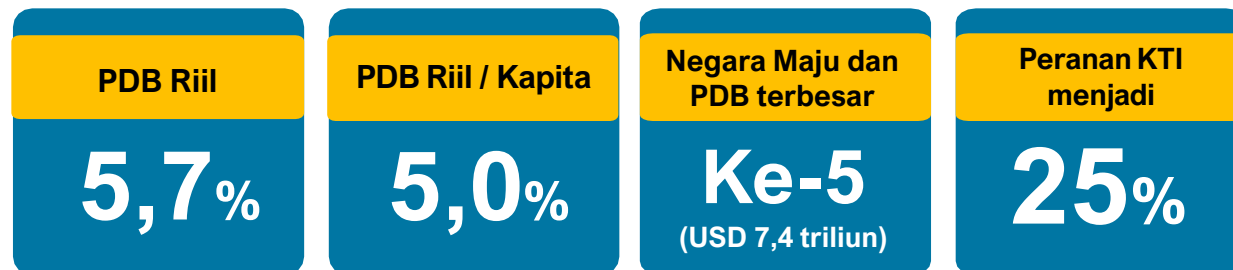 PDB Riil
5,7%
PDB Riil / Kapita
5,0%
Negara Maju dan
PDB terbesar
Ke-5
(USD 7,4 triliun)
Peranan KTI
menjadi
25%